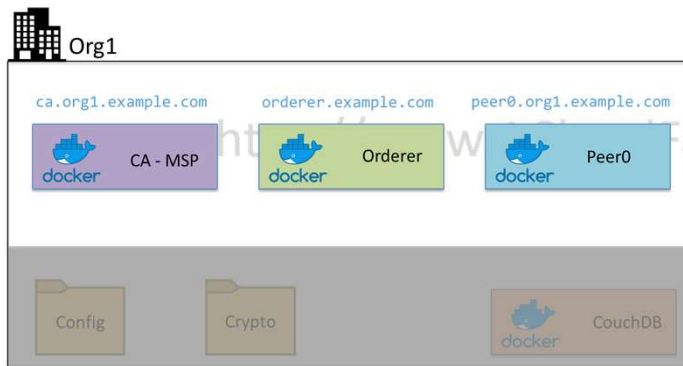 Org1
ca.org1.example.com
orderer.example.com
peer0.org1.example.com
docker
CA - MSP
docker
Orderer
docker
Peer0
Config
Crypto
docker
CouchDB